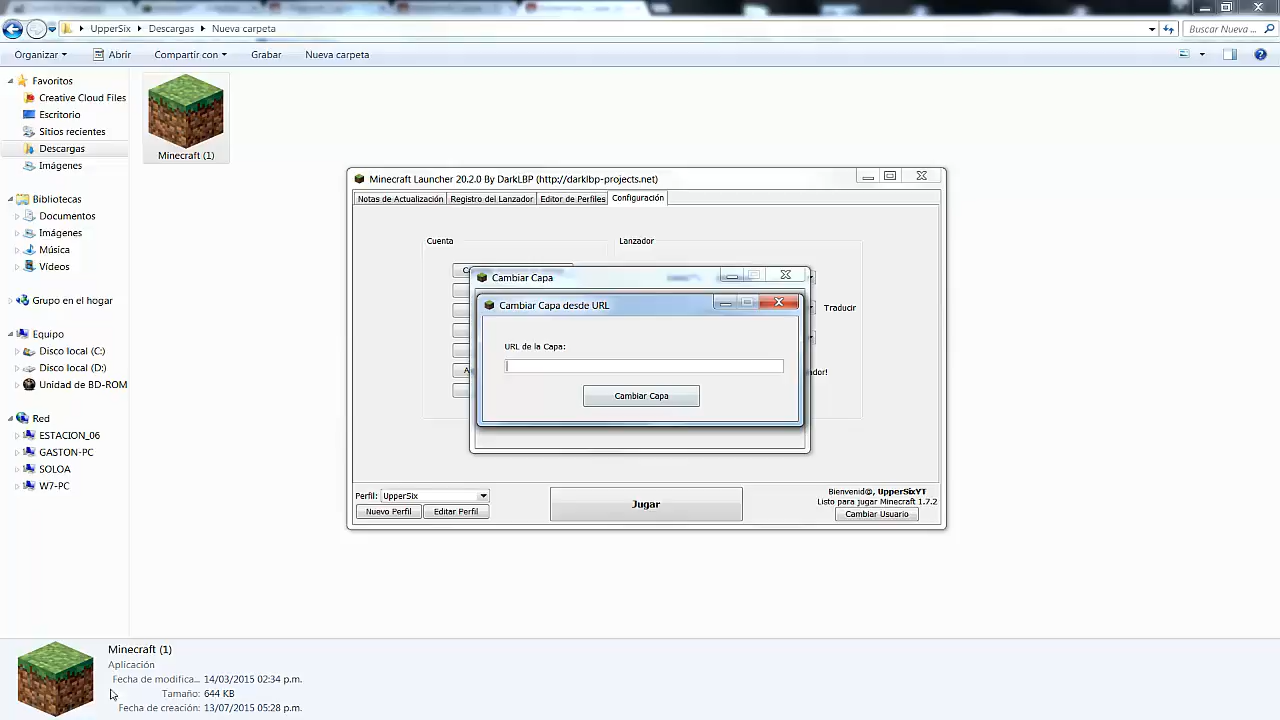 UpperSix Descargas Nueva carpeta
Buscar Nueva ...
Organizar Abrir Compartir con Grabar Nueva carpeta
Favoritos
Creative Cloud Files
Escritorio
Sitios recientes
Descargas
Imágenes
Bibliotecas
Documentos
Imágenes
Música
Vídeos
Grupo en el hogar
Equipo
Disco local (C:)
Disco local (D:)
Unidad de BD-ROM
Red
ESTACION_06
GASTON-PC
SOLOA
W7-PC
Minecraft (1)
Minecraft Launcher 20.2.0 By DarkLBP (http://darklbp-projects.net)
Notas de Actualización Registro del Lanzador Editor de Perfiles Configuración
Cuenta Lanzador
Traducir
Cambiar Capa
Cambiar Capa desde URL
URL de la Capa:
Cambiar Capa
Perfil: UpperSix
Nuevo Perfil Editar Perfil
Jugar
Bienvenid@, UpperSixYT
Listo para jugar Minecraft 1.7.2
Cambiar Usuario
Minecraft (1)
Aplicación
Fecha de modifica... 14/03/2015 02:34 p.m.
Tamaño: 644 KB
Fecha de creación: 13/07/2015 05:28 p.m.